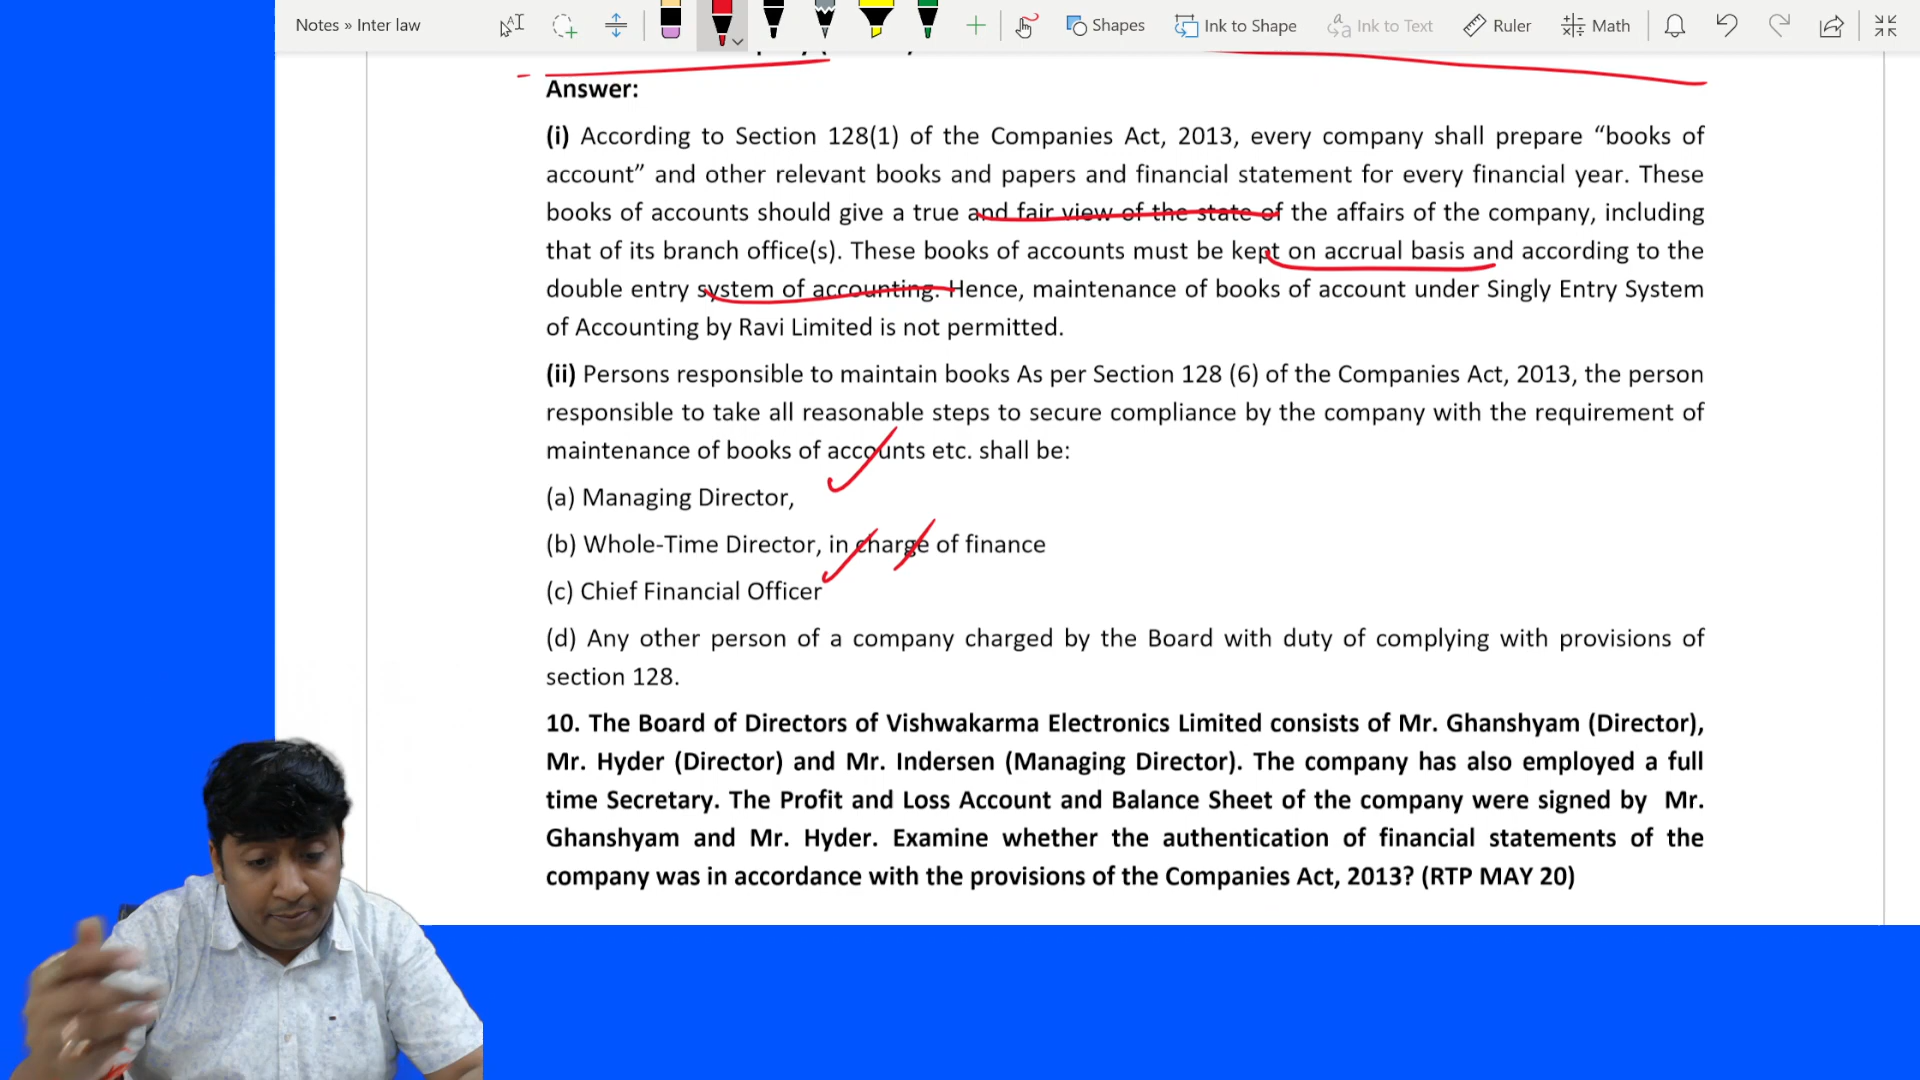 Notes » Inter law
Shapes
Ink to Shape
Ink to Text
Ruler
Math
Answer:
(i) According to Section 128(1) of the Companies Act, 2013, every company shall prepare “books of
account” and other relevant books and papers and financial statement for every financial year. These
books of accounts should give a true and fair view of the state of the affairs of the company, including
that of its branch office(s). These books of accounts must be kept on accrual basis and according to the
double entry system of accounting. Hence, maintenance of books of account under Singly Entry System
of Accounting by Ravi Limited is not permitted.
(ii) Persons responsible to maintain books As per Section 128 (6) of the Companies Act, 2013, the person
responsible to take all reasonable steps to secure compliance by the company with the requirement of
maintenance of books of accounts etc. shall be:
(a) Managing Director,
(b) Whole-Time Director, in charge of finance
(c) Chief Financial Officer
(d) Any other person of a company charged by the Board with duty of complying with provisions of
section 128.
10. The Board of Directors of Vishwakarma Electronics Limited consists of Mr. Ghanshyam (Director),
Mr. Hyder (Director) and Mr. Indersen (Managing Director). The company has also employed a full
time Secretary. The Profit and Loss Account and Balance Sheet of the company were signed by Mr.
Ghanshyam and Mr. Hyder. Examine whether the authentication of financial statements of the
company was in accordance with the provisions of the Companies Act, 2013? (RTP MAY 20)